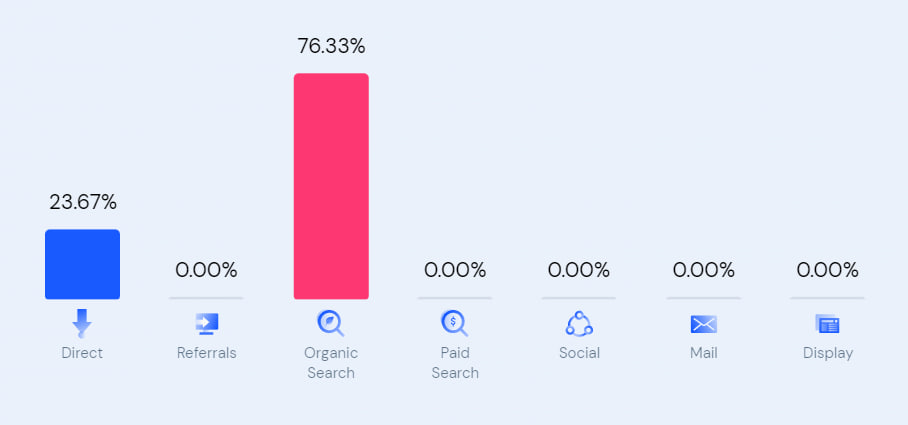 76.33%
23.67%
0.00%
0.00%
0.00%
0.00%
0.00%
Direct
Referrals
Organic
Search
Paid
Search
Social
Mail
Display
$